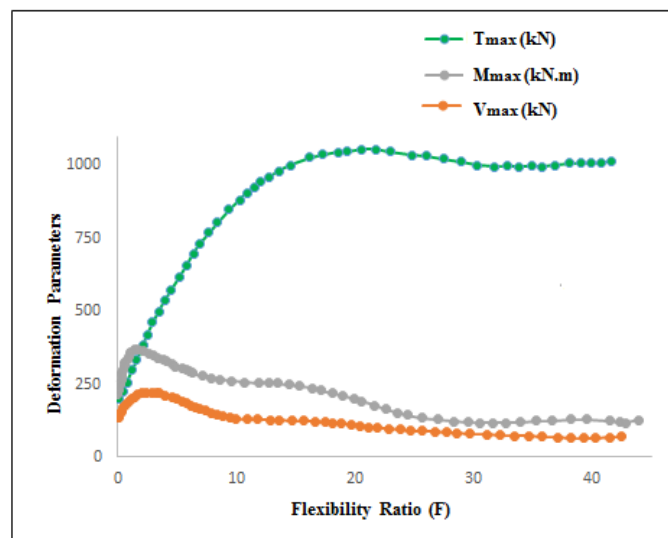 Tmax (kN)
Mmax (kN.m)
Vmax (kN)
Deformation Parameters
1000
750
500
250
0
0 10 20 30 40
Flexibility Ratio (F)